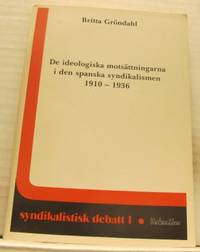 Britta Gröndahl
De ideologiska motsättningarna
i den spanska syndikalismen
1910 – 1936
syndikalistisk debatt 1 •